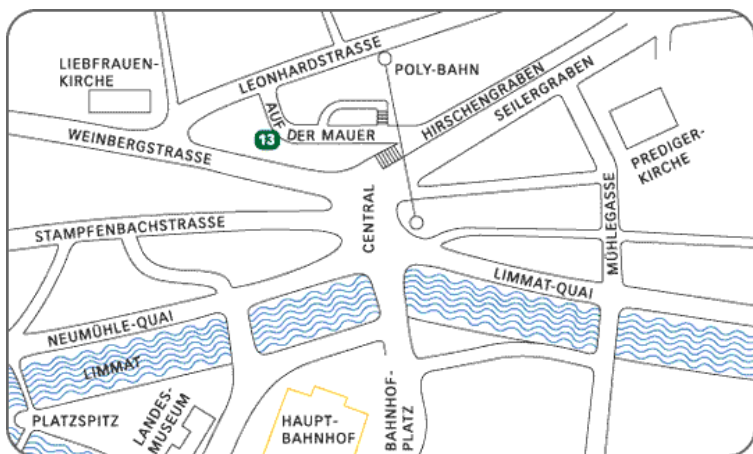 LIEBFRAUEN-
KIRCHE
LEONHARDSTRASSE
POLY-BAHN
HIRSCHENGRABEN
SEILERGRABEN
AUF
DER MAUER
13
WEINBERGSTRASSE
PREDIGER-
KIRCHE
STAMPFENBACHSTRASSE
CENTRAL
MÜHLEGASSE
LIMMAT-QUAI
NEUMÜHLE-QUAI
LIMMAT
PLATZSPITZ
LANDES-
MUSEUM
HAUPT-
BAHNHOF
BAHNHOF-
PLATZ